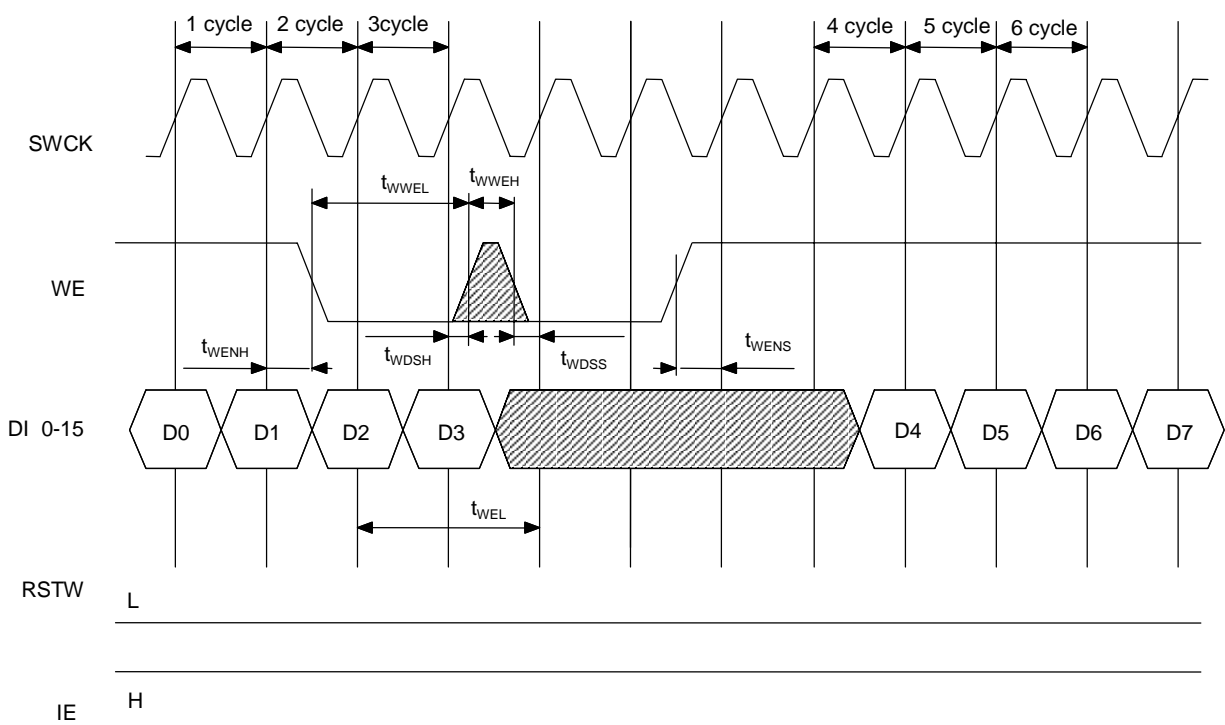 1 cycle 2 cycle 3cycle 4 cycle 5 cycle 6 cycle
SWCK
tWWEL tWWEH
WE
tWENH tWDSH tWDSS tWENS
DI 0-15 D0 D1 D2 D3 D4 D5 D6 D7
tWEL
RSTW L
IE H